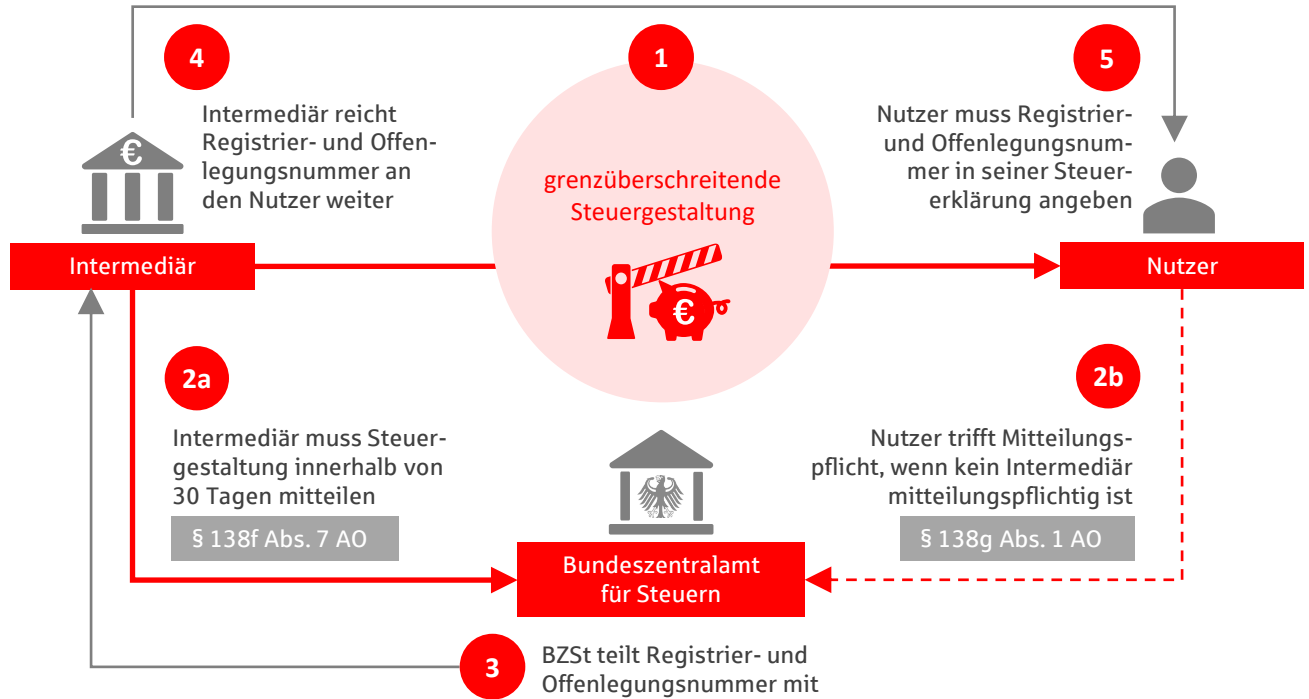 4
Intermediär reicht
Registrier- und Offen-
legungsnummer an
den Nutzer weiter
€
Intermediär
1
grenzüberschreitende
Steuergestaltung
€
5
Nutzer muss Registrier-
und Offenlegungsnum-
mer in seiner Steuer-
erklärung angeben
Nutzer
2a
Intermediär muss Steuer-
gestaltung innerhalb von
30 Tagen mitteilen
§ 138f Abs. 7 AO
2b
Nutzer trifft Mitteilungs-
pflicht, wenn kein Intermediär
mitteilungspflichtig ist
§ 138g Abs. 1 AO
Bundeszentralamt
für Steuern
3
BZSt teilt Registrier- und
Offenlegungsnummer mit